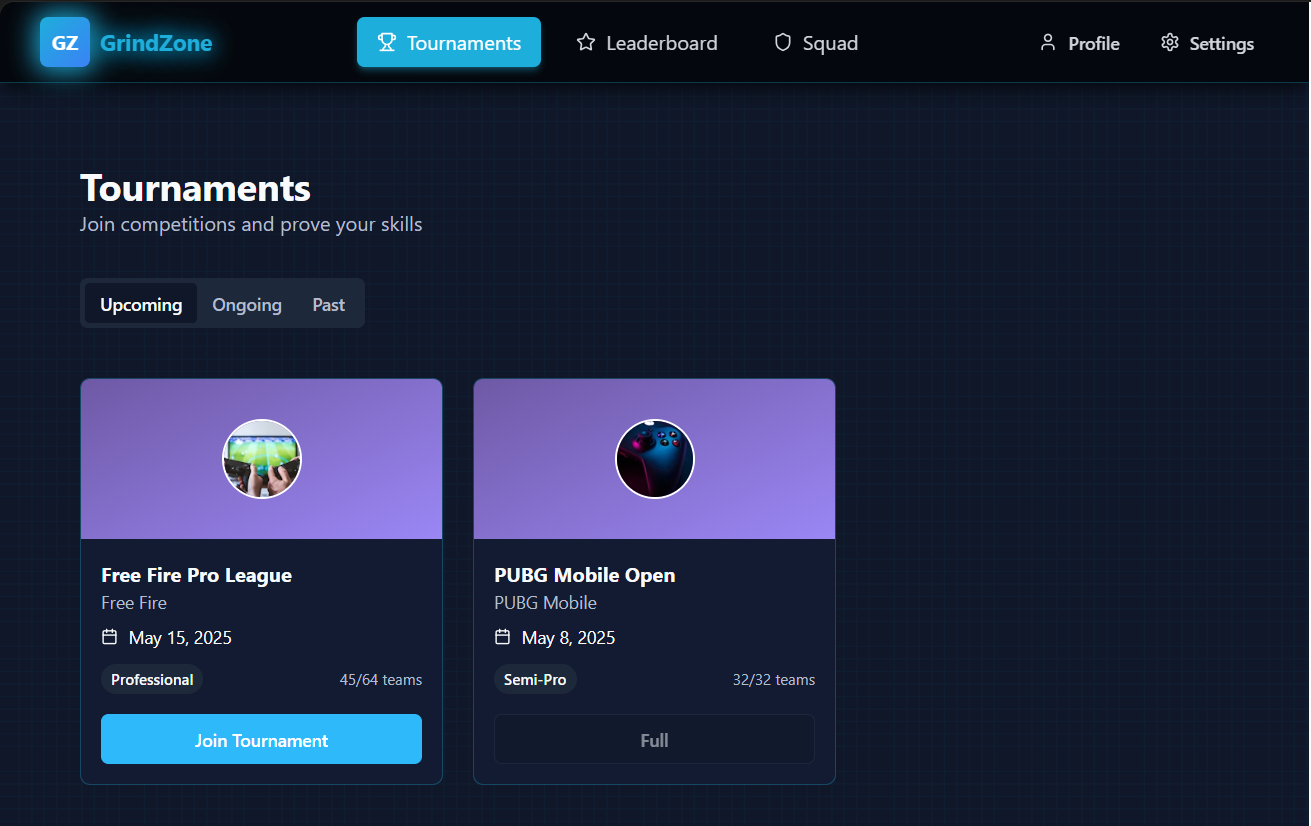 GZ GrindZone Tournaments Leaderboard Squad Profile Settings
Tournaments
Join competitions and prove your skills
Upcoming Ongoing Past
Free Fire Pro League
Free Fire
May 15, 2025
Professional 45/64 teams
Join Tournament
PUBG Mobile Open
PUBG Mobile
May 8, 2025
Semi-Pro 32/32 teams
Full